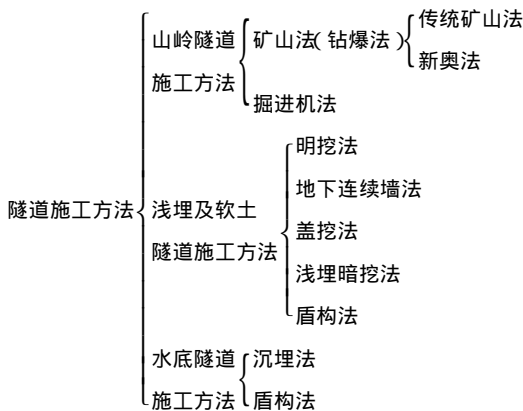 隧道施工方法
山岭隧道
施工方法
矿山法(钻爆法)
传统矿山法
新奥法
掘进机法
浅埋及软土
隧道施工方法
明挖法
地下连续墙法
盖挖法
浅埋暗挖法
盾构法
水底隧道
施工方法
沉埋法
盾构法